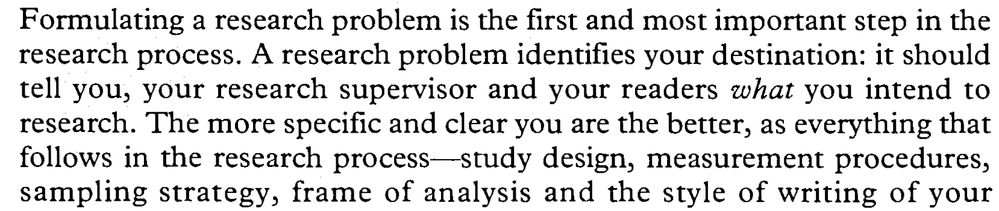 Formulating a research problem is the first and most important step in the
research process. A research problem identifies your destination: it should
tell you, your research supervisor and your readers what you intend to
research. The more specific and clear you are the better, as everything that
follows in the research process—study design, measurement procedures,
sampling strategy, frame of analysis and the style of writing of your